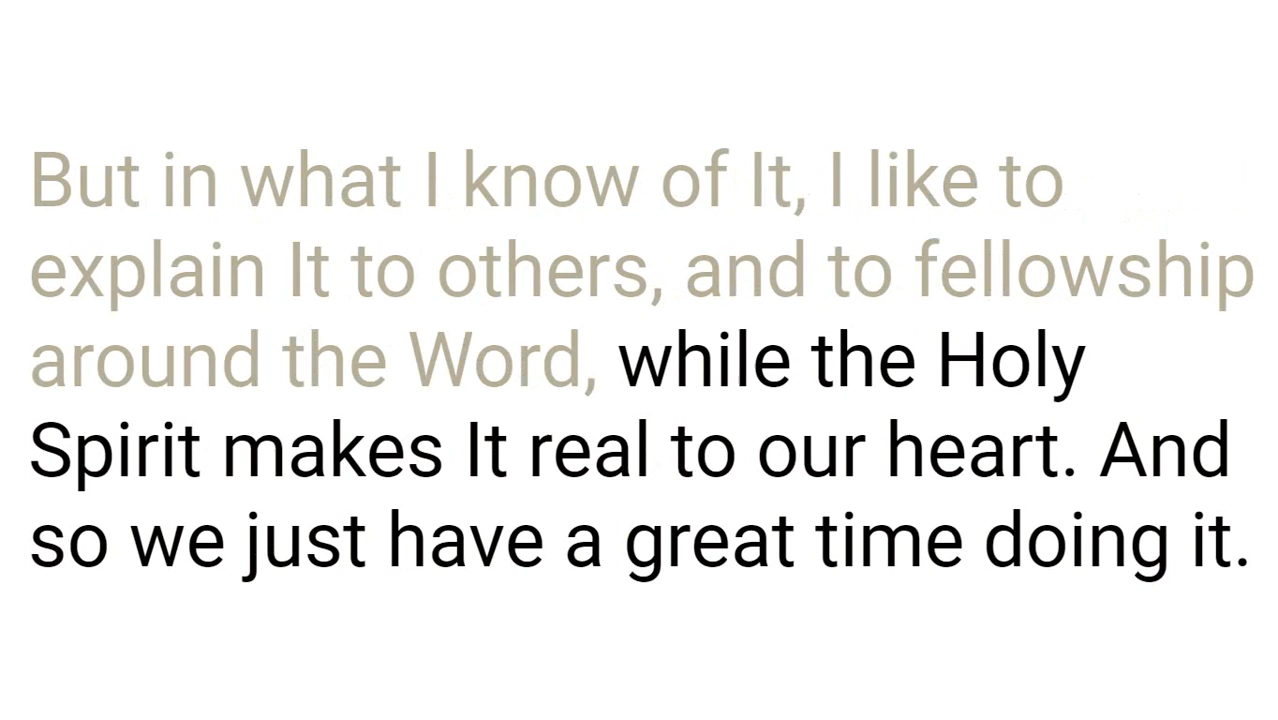 But in what I know of It, I like to
explain It to others, and to fellowship
around the Word, while the Holy
Spirit makes It real to our heart. And
so we just have a great time doing it.